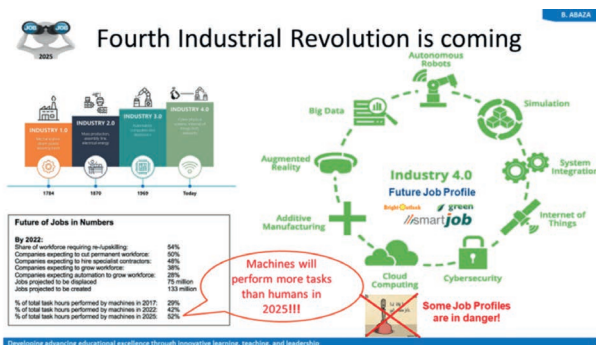 B. ABAZA
JOB JOB
2025
Fourth Industrial Revolution is coming
INDUSTRY 1.0
INDUSTRY 2.0
INDUSTRY 3.0
INDUSTRY 4.0
1784
1870
1969
Today
Autonomous
Robots
Simulation
System
Integration
Internet of
Things
Cybersecurity
Cloud
Computing
Additive
Manufacturing
Augmented
Reality
Big Data
Industry 4.0
Future Job Profile
Bright Outlook
green
smartjob
Future of Jobs in Numbers
By 2022:
Share of workforce requiring re-/upskilling: 54%
Companies expecting to cut permanent workforce: 50%
Companies expecting to hire specialist contractors: 48%
Companies expecting to grow workforce: 38%
Companies expecting automation to grow workforce: 28%
Jobs projected to be displaced 75 million
Jobs projected to be created 133 million
% of total task hours performed by machines in 2017: 29%
% of total task hours performed by machines in 2022: 42%
% of total task hours performed by machines in 2025: 52%
Machines will
perform more tasks
than humans in
2025!!!
Some Job Profiles
are in danger!
Developing advancing educational excellence through innovative learning, teaching, and leadership